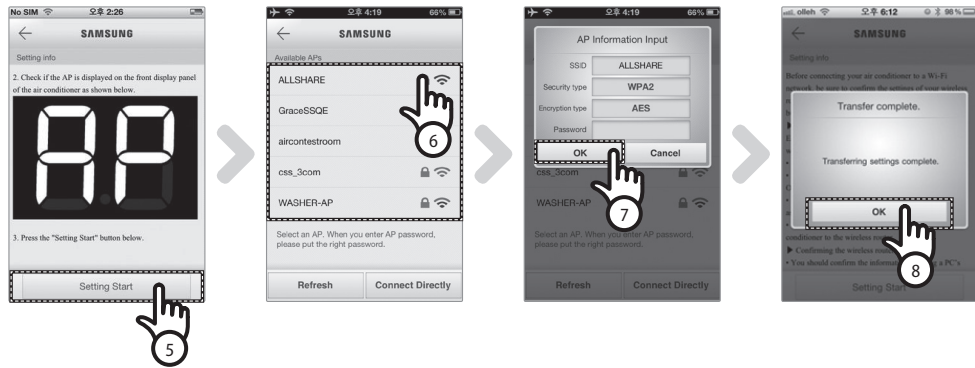 No SIM 오후 2:26
SAMSUNG
Setting info
2. Check if the AP is displayed on the front display panel
of the air conditioner as shown below.
AP
3. Press the "Setting Start" button below.
Setting Start
5
오후 4:19 66%
SAMSUNG
Available APs
ALLSHARE
GraceSSQE
aircontestroom
css_3com
WASHER-AP
6
Select an AP. When you enter AP password,
please put the right password.
Refresh Connect Directly
오후 4:19 66%
AP Information Input
SSID ALLSHARE
Security type WPA2
Encryption type AES
Password
OK Cancel
css_3com
WASHER-AP
7
Select an AP. When you enter AP password,
please put the right password.
Refresh Connect Directly
olleh 오후 6:12 98%
SAMSUNG
Setting info
Before connecting your air conditioner to a Wi-Fi
network, be sure to confirm the settings of your wireless
Transfer complete.
Transferring settings complete.
OK
conditioner to the wireless
Confirming the wireless
• You should confirm the a PC's
8
Setting Start